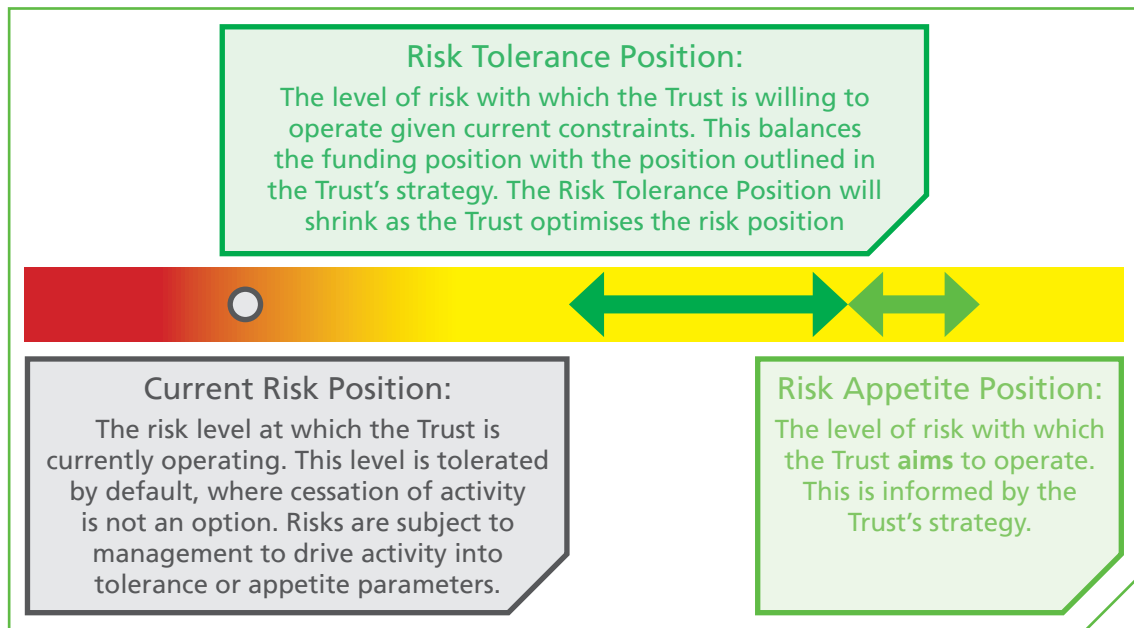 Risk Tolerance Position:
The level of risk with which the Trust is willing to
operate given current constraints. This balances
the funding position with the position outlined in
the Trust’s strategy. The Risk Tolerance Position will
shrink as the Trust optimises the risk position
Current Risk Position:
The risk level at which the Trust is
currently operating. This level is tolerated
by default, where cessation of activity
is not an option. Risks are subject to
management to drive activity into
tolerance or appetite parameters.
Risk Appetite Position:
The level of risk with which
the Trust aims to operate.
This is informed by the
Trust’s strategy.